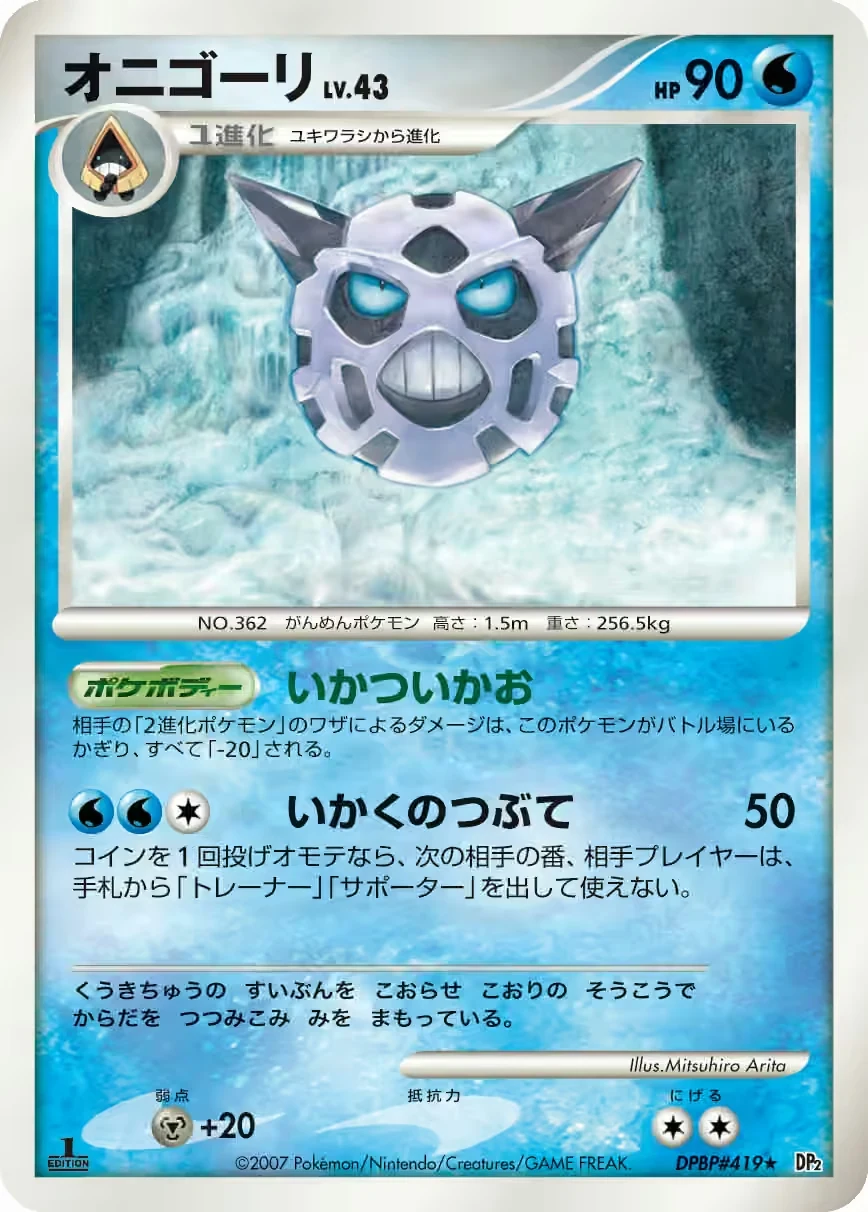 オニゴーリ LV.43 HP 90
1進化 ユキワラシから進化
NO.362 がんめんポケモン 高さ：1.5m 重さ：256.5kg
ポケボディー いかついかお
相手の「2進化ポケモン」のワザによるダメージは、このポケモンがバトル場にいる
かぎり、すべて「-20」される。
いかくのつぶて 50
コインを1回投げオモテなら、次の相手の番、相手プレイヤーは、
手札から「トレーナー」「サポーター」を出して使えない。
くうきちゅうの すいぶんを こおらせ こおりの そうこうで
からだを つつみこみ みを まもっている。
Illus.Mitsuhiro Arita
弱点 抵抗力 にげる
+20
1 EDITION
©2007 Pokémon/Nintendo/Creatures/GAME FREAK. DPBP#419★ DP2